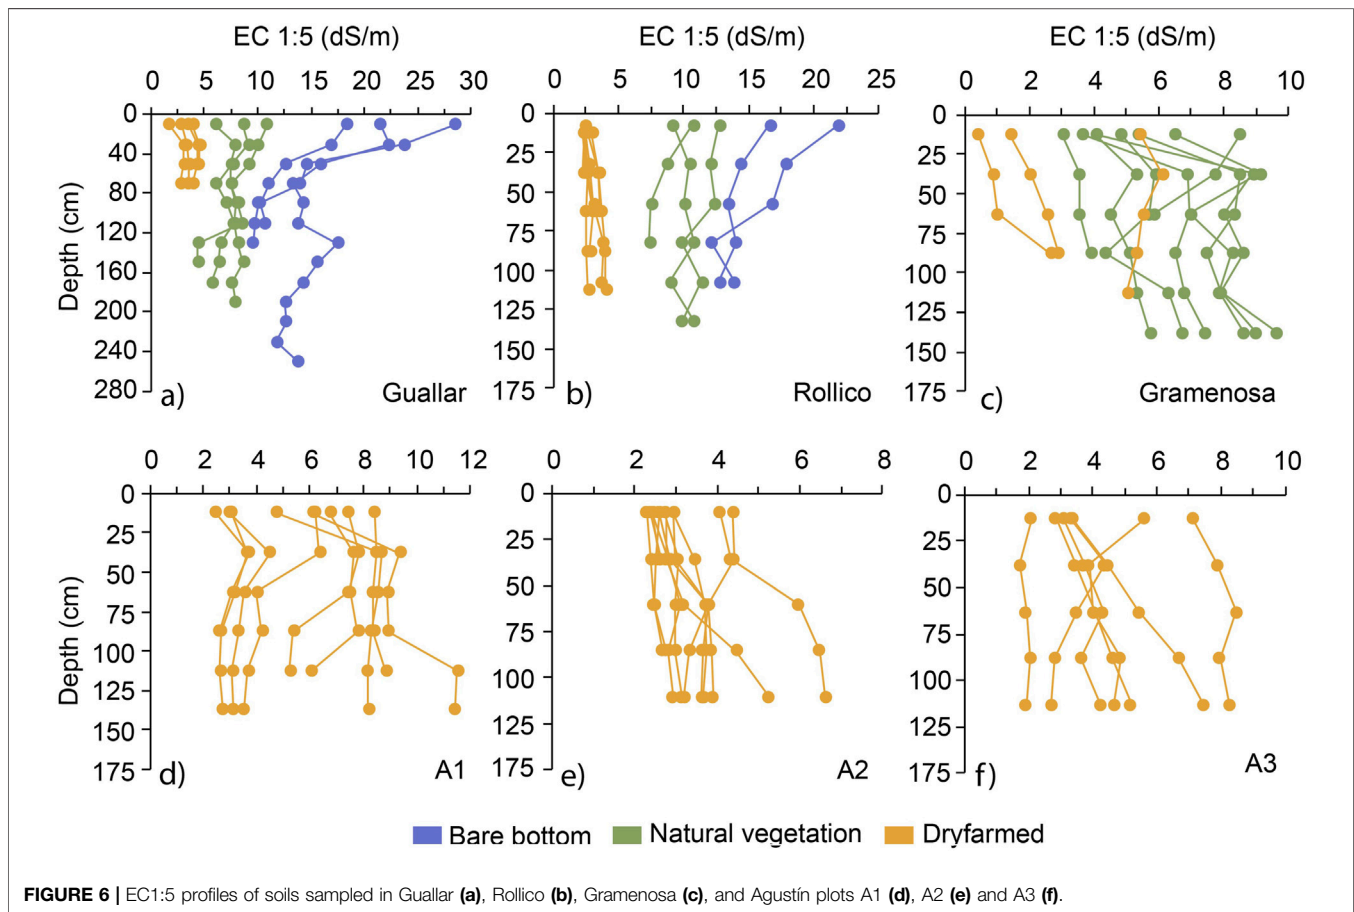 EC 1:5 (dS/m) EC 1:5 (dS/m) EC 1:5 (dS/m)
0 5 10 15 20 25 30
0 5 10 15 20 25
0 2 4 6 8 10
Depth (cm)
0
40
80
120
160
200
240
280
a)
Guallar
0
25
50
75
100
125
150
175
b)
Rollico
0
25
50
75
100
125
150
175
c)
Gramenosa
0 2 4 6 8 10 12
0 2 4 6 8
0 2 4 6 8 10
Depth (cm)
0
25
50
75
100
125
150
175
d)
A1
0
25
50
75
100
125
175
e)
A2
0
25
50
75
100
125
175
f)
A3
Bare bottom Natural vegetation Dryfarmed
FIGURE 6 | EC1:5 profiles of soils sampled in Guallar (a), Rollico (b), Gramenosa (c), and Agustín plots A1 (d), A2 (e) and A3 (f).